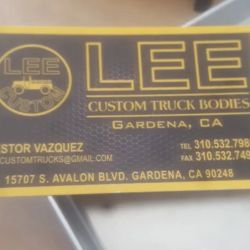 LEE
CUSTOM
LEE
CUSTOM TRUCK BODIES
GARDENA, CA
ESTOR VAZQUEZ
CUSTOMTRUCKS@GMAIL.COM
TEL 310.532.798
FAX 310.532.749
15707 S. AVALON BLVD. GARDENA, CA 90248